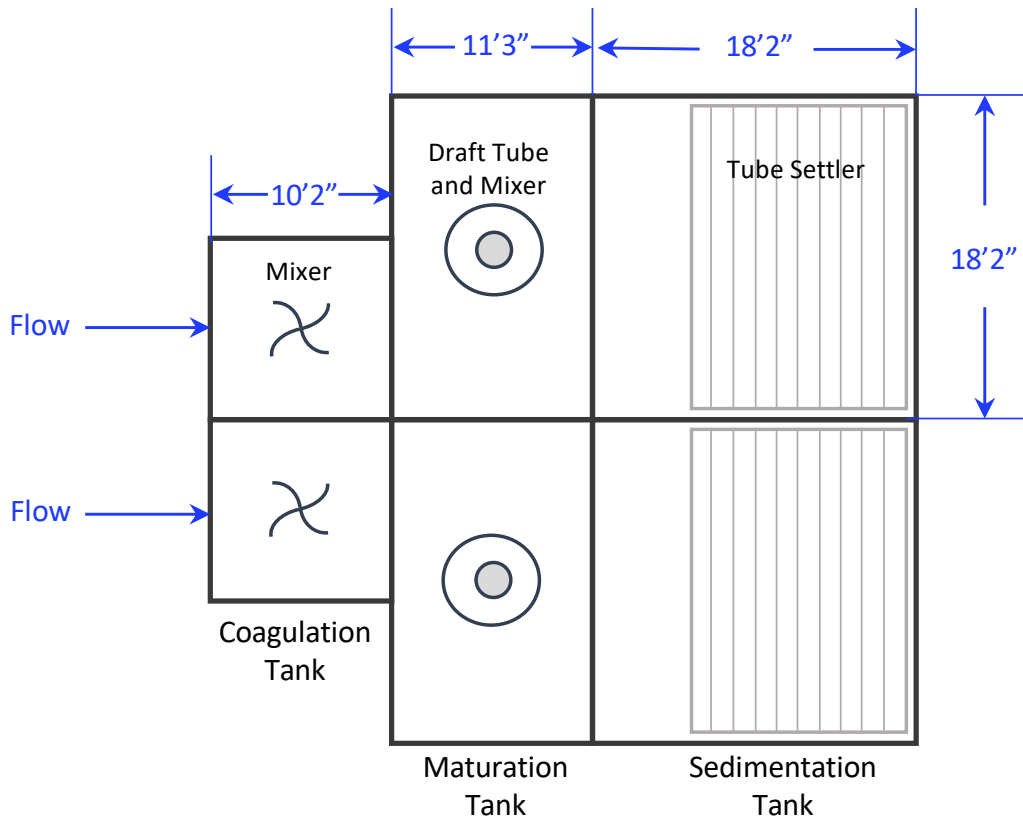 11’3”
18’2”
Draft Tube
and Mixer
Tube Settler
10’2”
18’2”
Mixer
Flow
Flow
Coagulation
Tank
Maturation
Tank
Sedimentation
Tank